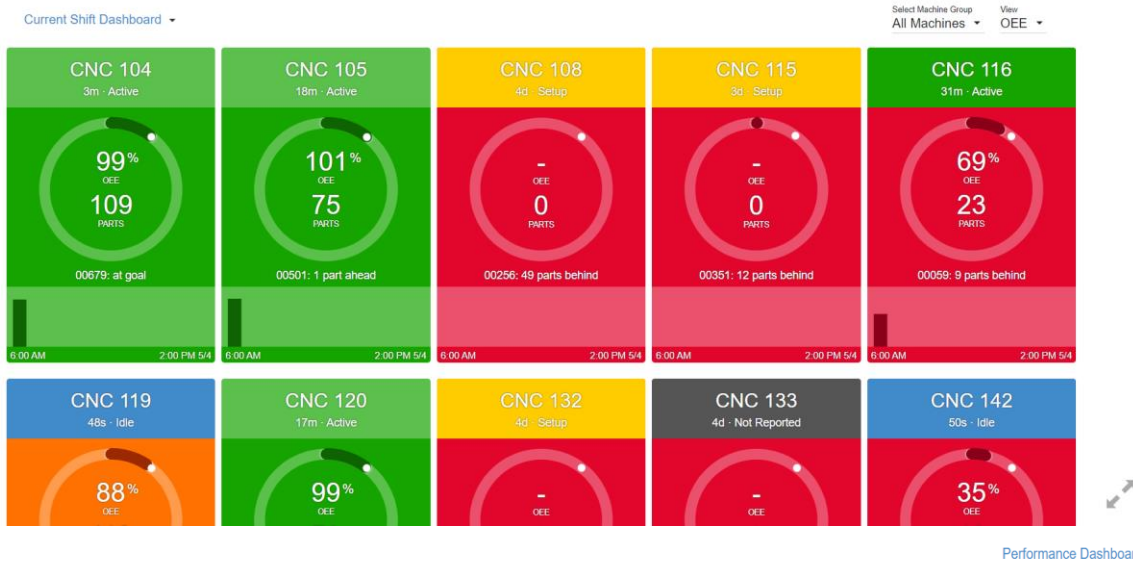 Current Shift Dashboard
Select Machine Group
All Machines
View
OEE
CNC 104
3m · Active
99%
OEE
109
PARTS
00679: at goal
6:00 AM
2:00 PM 5/4
CNC 105
18m · Active
101%
OEE
75
PARTS
00501: 1 part ahead
6:00 AM
2:00 PM 5/4
CNC 108
4d · Setup
-
OEE
0
PARTS
00256: 49 parts behind
6:00 AM
2:00 PM 5/4
CNC 115
3d · Setup
-
OEE
0
PARTS
00351: 12 parts behind
6:00 AM
2:00 PM 5/4
CNC 116
31m · Active
69%
OEE
23
PARTS
00059: 9 parts behind
6:00 AM
2:00 PM 5/4
CNC 119
48s · Idle
88%
OEE
CNC 120
17m · Active
99%
OEE
CNC 132
4d · Setup
-
OEE
CNC 133
4d · Not Reported
-
OEE
CNC 142
50s · Idle
35%
OEE
Performance Dashboar